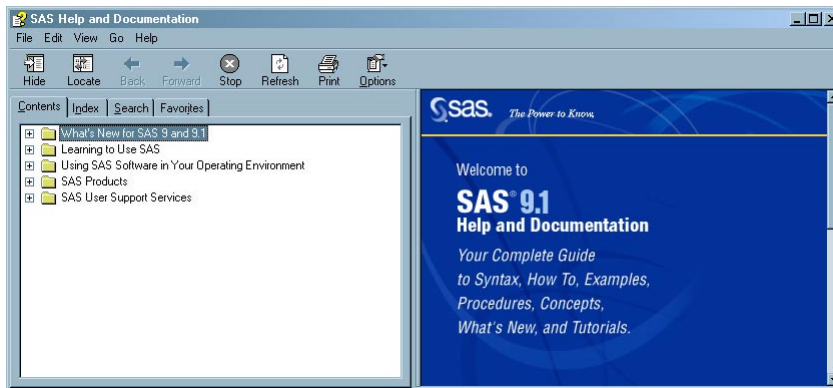 SAS Help and Documentation
File Edit View Go Help
Hide Locate Back Forward Stop Refresh Print Options
Contents Index Search Favorites
What's New for SAS 9 and 9.1
Learning to Use SAS
Using SAS Software in Your Operating Environment
SAS Products
SAS User Support Services
sas. The Power to Know.
Welcome to
SAS® 9.1
Help and Documentation
Your Complete Guide
to Syntax, How To, Examples,
Procedures, Concepts,
What's New, and Tutorials.